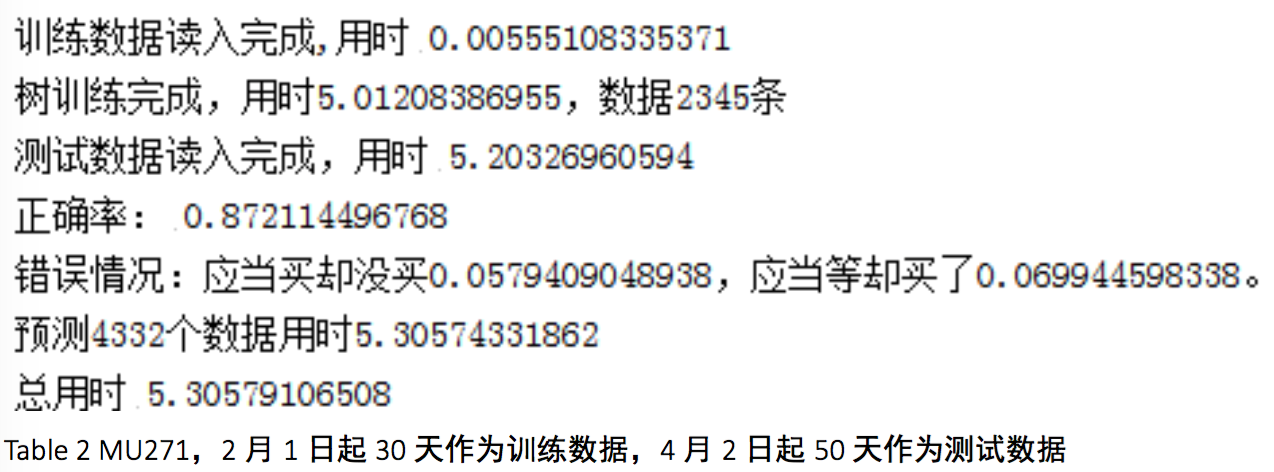 训练数据读入完成,用时 0.00555108335371
树训练完成，用时5.01208386955，数据2345条
测试数据读入完成，用时 5.20326960594
正确率： 0.872114496768
错误情况：应当买却没买0.0579409048938，应当等却买了0.069944598338。
预测4332个数据用时5.30574331862
总用时 5.30579106508
Table 2 MU271，2 月 1 日起 30 天作为训练数据，4 月 2 日起 50 天作为测试数据